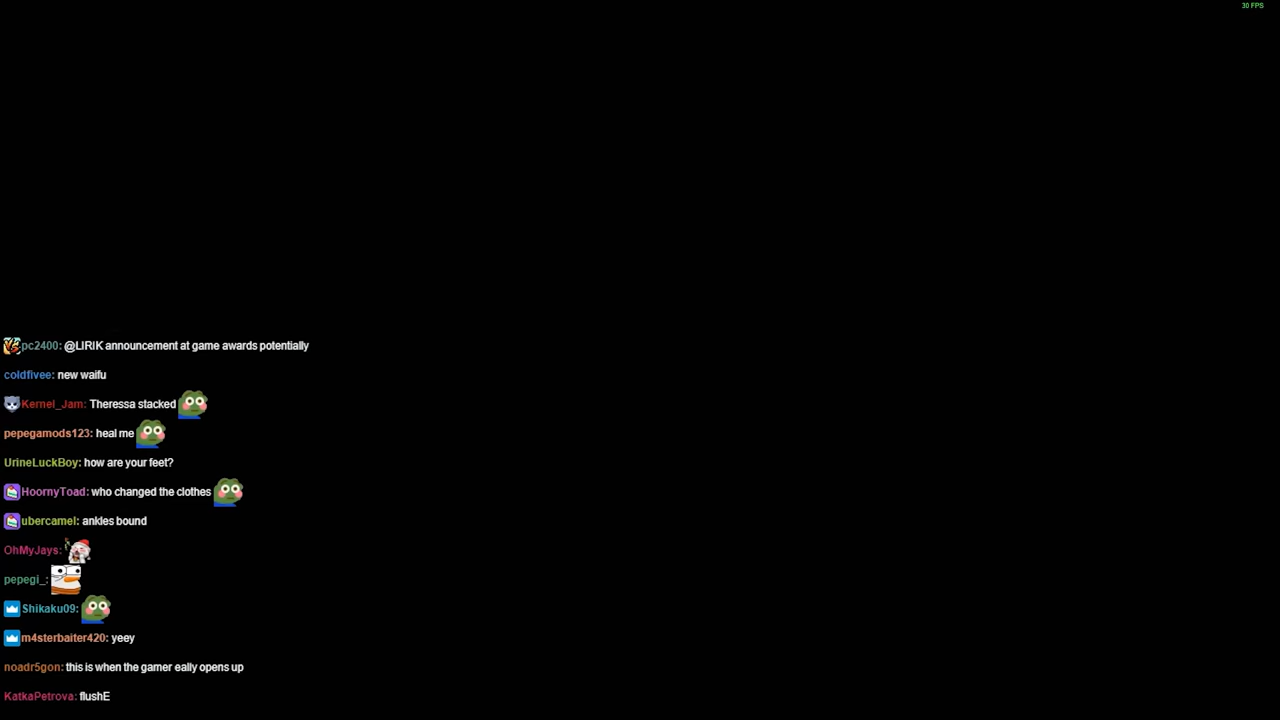 30 FPS
pc2400: @LIRIK announcement at game awards potentially
coldfivee: new waifu
Kernel_Jam: Theressa stacked
pepegamods123: heal me
UrineLuckBoy: how are your feet?
HoornyToad: who changed the clothes
ubercamel: ankles bound
OhMyJays:
pepegi_:
Shikaku09:
m4sterbaiter420: yeey
noadr5gon: this is when the gamer eally opens up
KatkaPetrova: flushE